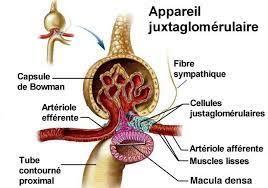 Appareil
juxtaglomérulaire
Capsule
de Bowman
Fibre
sympathique
Artériole
efférente
Cellules
justaglomérulaires
Artériole afférente
Muscles lisses
Tube
contourné
proximal
Macula densa